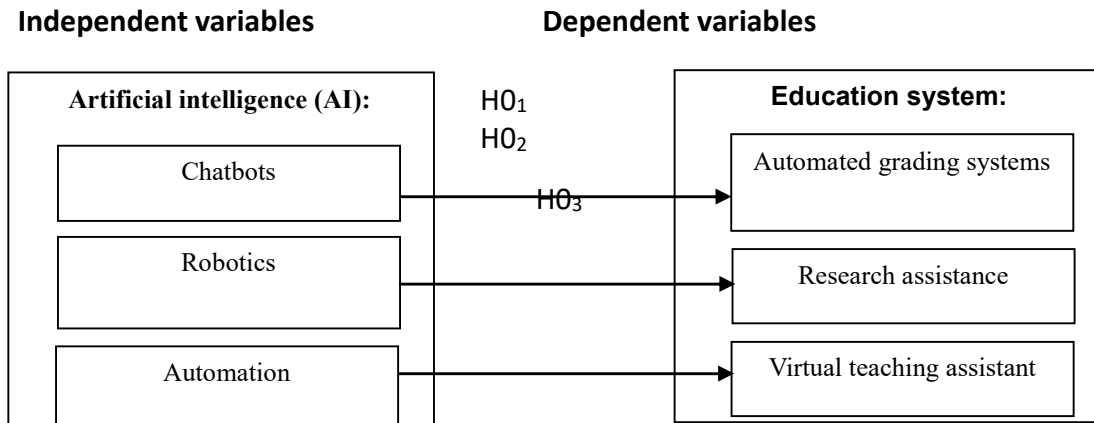 Independent variables
Dependent variables
Artificial intelligence (AI):
H0₁
H0₂
H0₃
Education system:
Chatbots
Automated grading systems
Robotics
Research assistance
Automation
Virtual teaching assistant